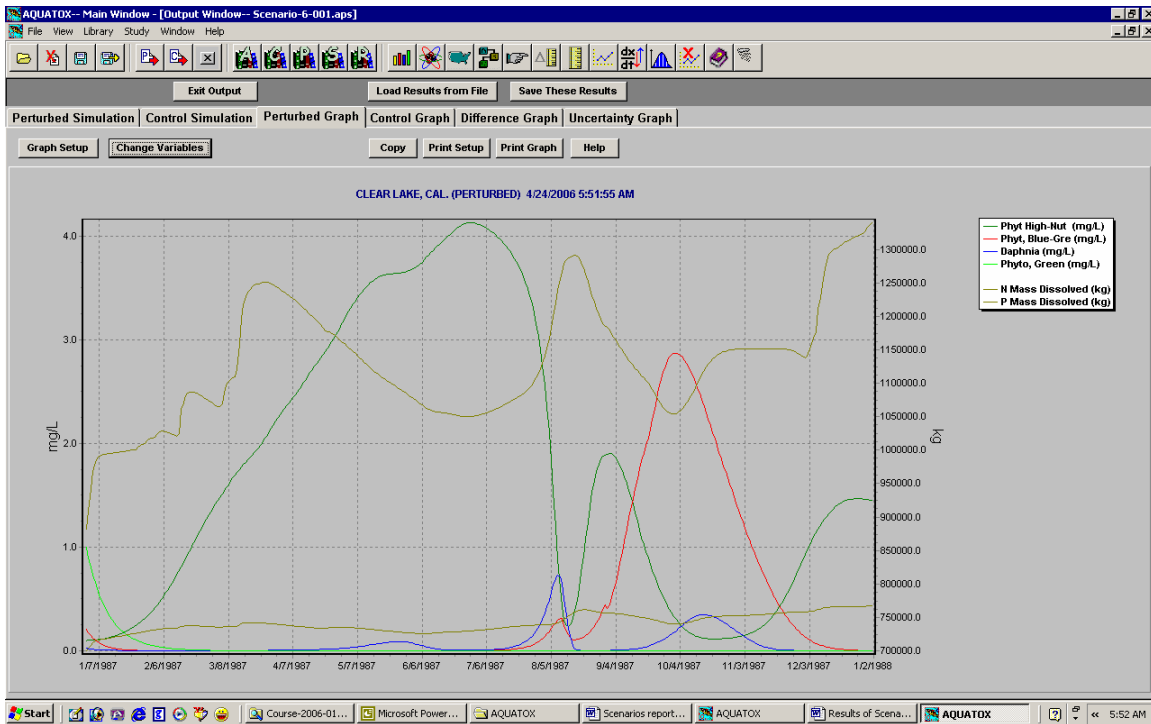 AQUATOX-- Main Window - [Output Window-- Scenario-6-001.aps]
File View Library Study Window Help
Exit Output Load Results from File Save These Results
Perturbed Simulation Control Simulation Perturbed Graph Control Graph Difference Graph Uncertainty Graph
Graph Setup Change Variables Copy Print Setup Print Graph Help
CLEAR LAKE, CAL. (PERTURBED) 4/24/2006 5:51:55 AM
Phyt High-Nut (mg/L)
Phyt, Blue-Gre (mg/L)
Daphnia (mg/L)
Phyto, Green (mg/L)
N Mass Dissolved (kg)
P Mass Dissolved (kg)
4.0
3.0
2.0
1.0
0.0
mg/L
1300000.0
1250000.0
1200000.0
1150000.0
1100000.0
1050000.0
1000000.0
950000.0
900000.0
850000.0
800000.0
750000.0
700000.0
kg
1/7/1987 2/6/1987 3/8/1987 4/7/1987 5/7/1987 6/6/1987 7/6/1987 8/5/1987 9/4/1987 10/4/1987 11/3/1987 12/3/1987 1/2/1988
Start Course-2006-01... Microsoft Power... AQUATOX Scenarios report... AQUATOX Results of Scena... AQUATOX 5:52 AM